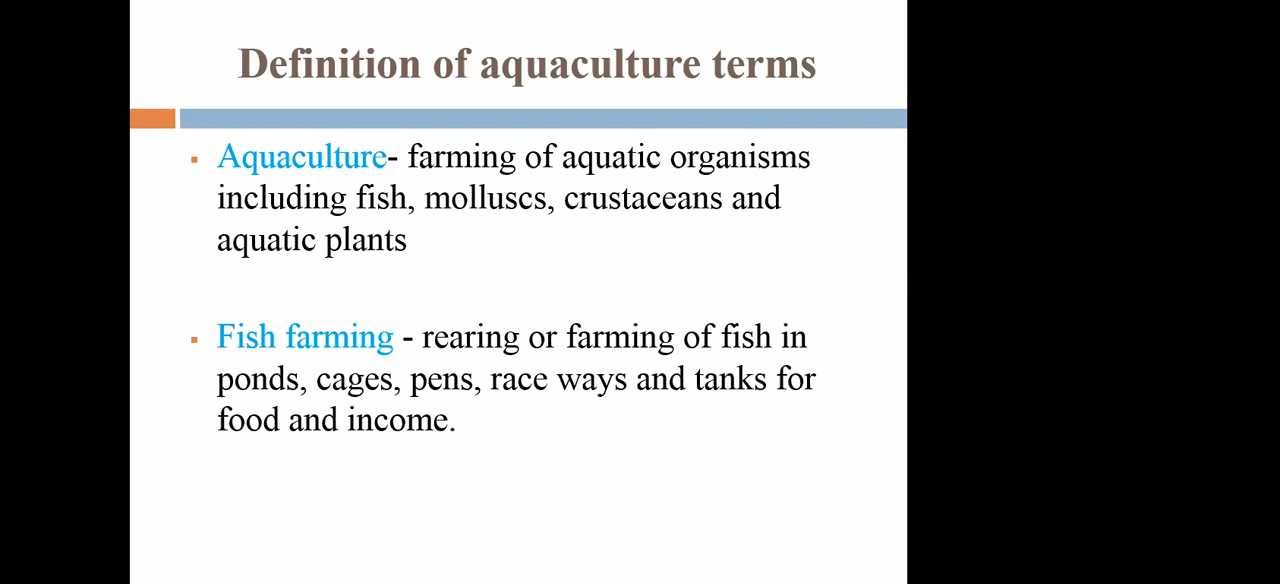 Definition of aquaculture terms
▪ Aquaculture- farming of aquatic organisms
including fish, molluscs, crustaceans and
aquatic plants
▪ Fish farming - rearing or farming of fish in
ponds, cages, pens, race ways and tanks for
food and income.